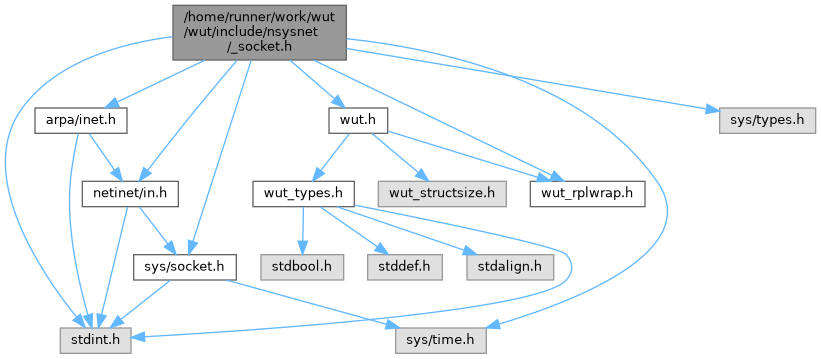 /home/runner/work/wut
/wut/include/nsysnet
/_socket.h
arpa/inet.h
wut.h
sys/types.h
netinet/in.h
wut_types.h
wut_structsize.h
wut_rplwrap.h
sys/socket.h
stdbool.h
stddef.h
stdalign.h
stdint.h
sys/time.h